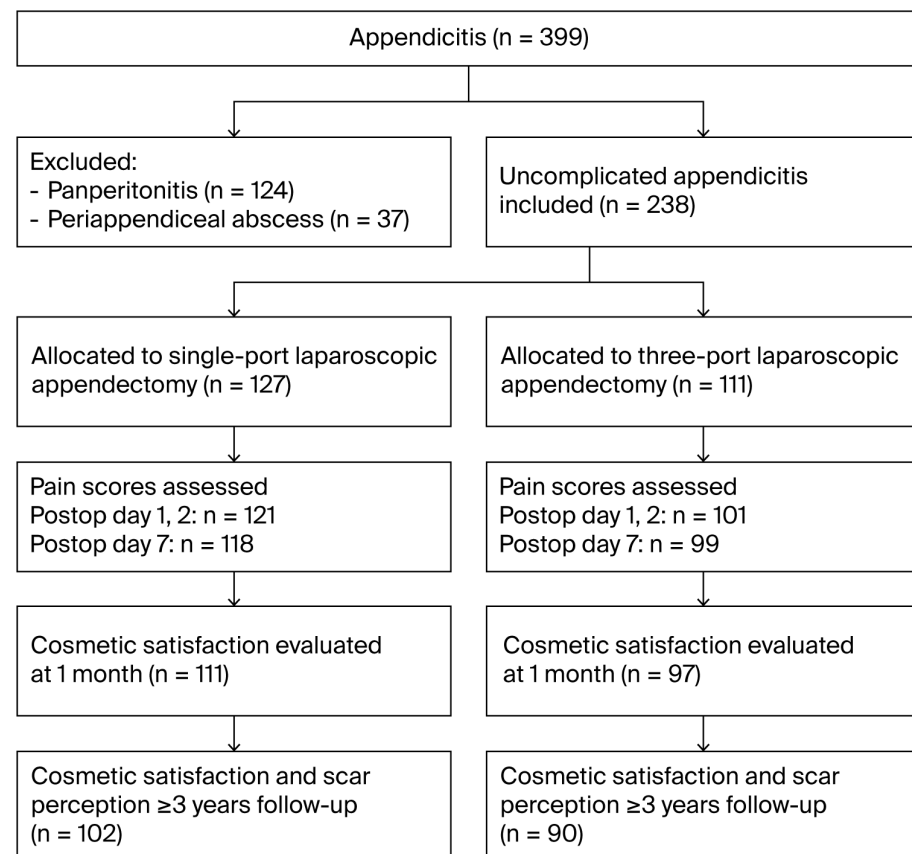 Appendicitis (n = 399)
Excluded:
- Panperitonitis (n = 124)
- Periappendiceal abscess (n = 37)
Uncomplicated appendicitis
included (n = 238)
Allocated to single-port laparoscopic
appendectomy (n = 127)
Allocated to three-port laparoscopic
appendectomy (n = 111)
Pain scores assessed
Postop day 1, 2: n = 121
Postop day 7: n = 118
Pain scores assessed
Postop day 1, 2: n = 101
Postop day 7: n = 99
Cosmetic satisfaction evaluated
at 1 month (n = 111)
Cosmetic satisfaction evaluated
at 1 month (n = 97)
Cosmetic satisfaction and scar
perception ≥3 years follow-up
(n = 102)
Cosmetic satisfaction and scar
perception ≥3 years follow-up
(n = 90)